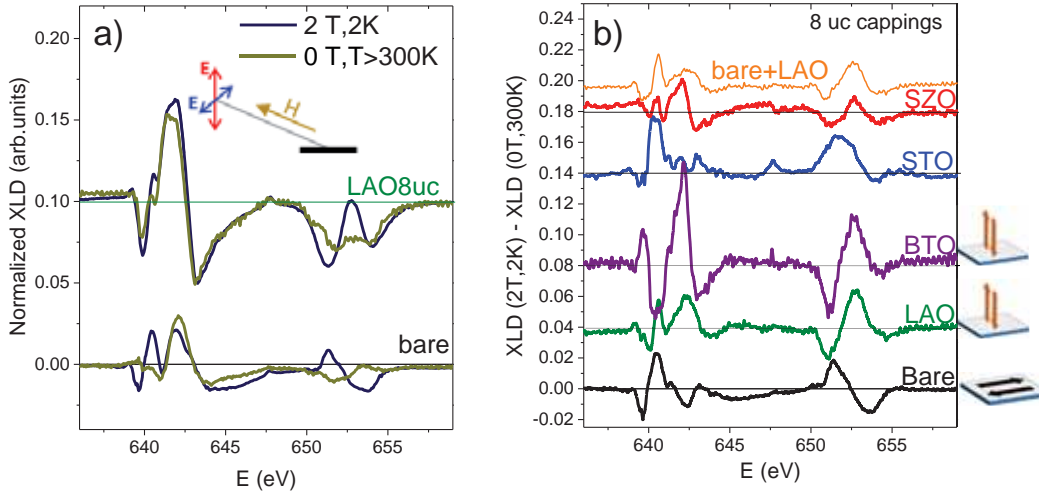 a)
2 T,2K
0 T,T>300K
E
E
H
LAO8uc
bare
Normalized XLD (arb.units)
0.20
0.15
0.10
0.05
0.00
640
645
650
655
E (eV)
b)
8 uc cappings
bare+LAO
SZO
STO
BTO
LAO
Bare
XLD (2T,2K) - XLD (0T,300K)
0.24
0.22
0.20
0.18
0.16
0.14
0.12
0.10
0.08
0.06
0.04
0.02
0.00
-0.02
640
645
650
655
E (eV)